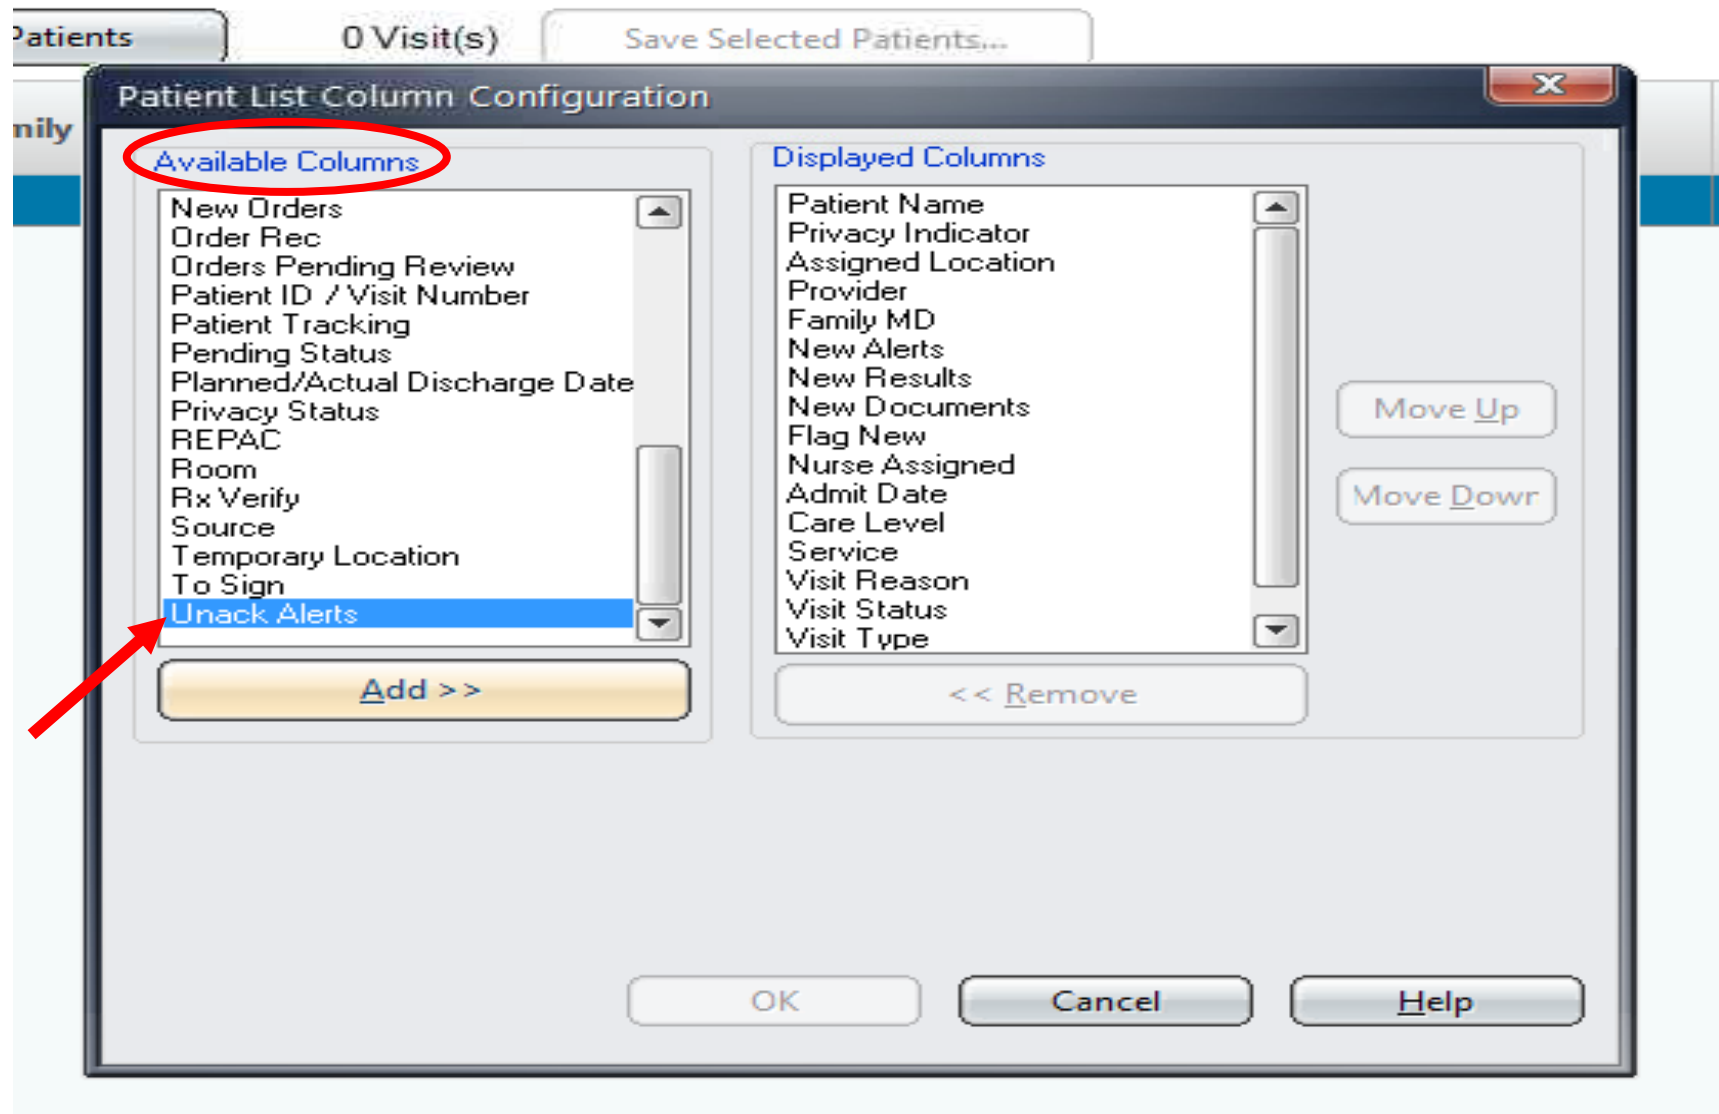 Patients
0 Visit(s)
Save Selected Patients...
Patient List Column Configuration
mily
Available Columns
New Orders
Order Rec
Orders Pending Review
Patient ID / Visit Number
Patient Tracking
Pending Status
Planned/Actual Discharge Date
Privacy Status
REPAC
Room
Rx Verify
Source
Temporary Location
To Sign
Unack Alerts
Add >>
Displayed Columns
Patient Name
Privacy Indicator
Assigned Location
Provider
Family MD
New Alerts
New Results
New Documents
Flag New
Nurse Assigned
Admit Date
Care Level
Service
Visit Reason
Visit Status
Visit Type
<< Remove
Move Up
Move Down
OK
Cancel
Help